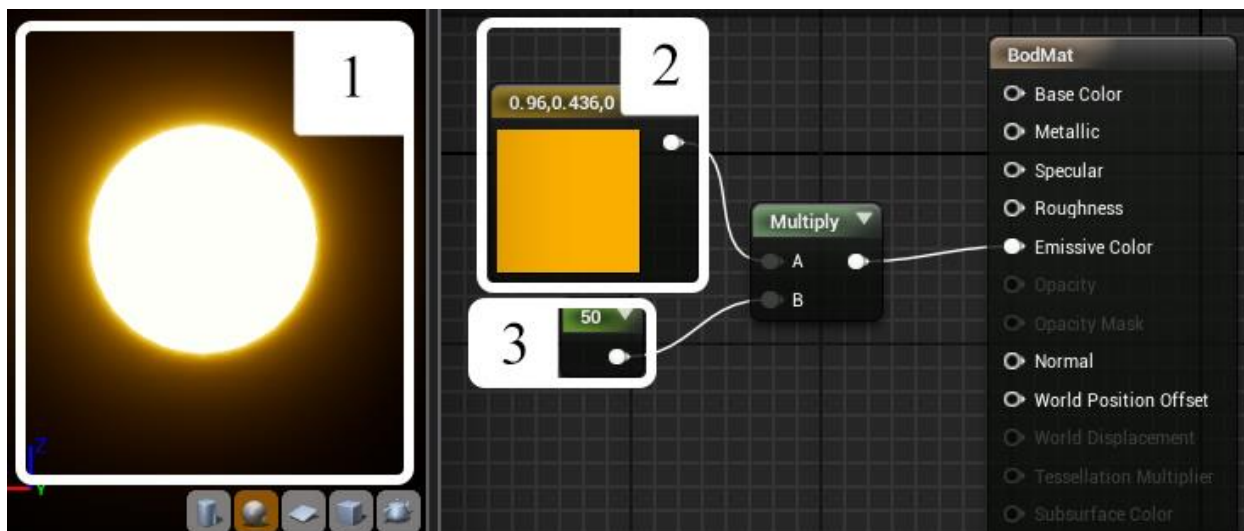 1
Z
Y
2
0.96,0.436,0
3
50
Multiply
A
B
BodMat
Base Color
Metallic
Specular
Roughness
Emissive Color
Opacity
Opacity Mask
Normal
World Position Offset
World Displacement
Tessellation Multiplier
Subsurface Color